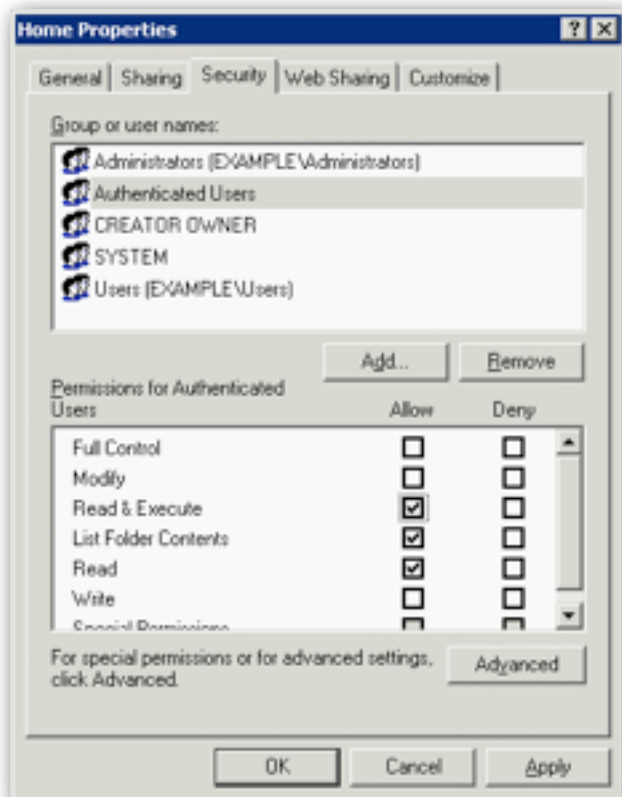 Home Properties
General Sharing Security Web Sharing Customize
Group or user names:
Administrators (EXAMPLE\Administrators)
Authenticated Users
CREATOR OWNER
SYSTEM
Users (EXAMPLE\Users)
Add... Remove
Permissions for Authenticated
Users Allow Deny
Full Control
Modify
Read & Execute
List Folder Contents
Read
Write
Special Permissions
For special permissions or for advanced settings,
click Advanced.
Advanced
OK Cancel Apply